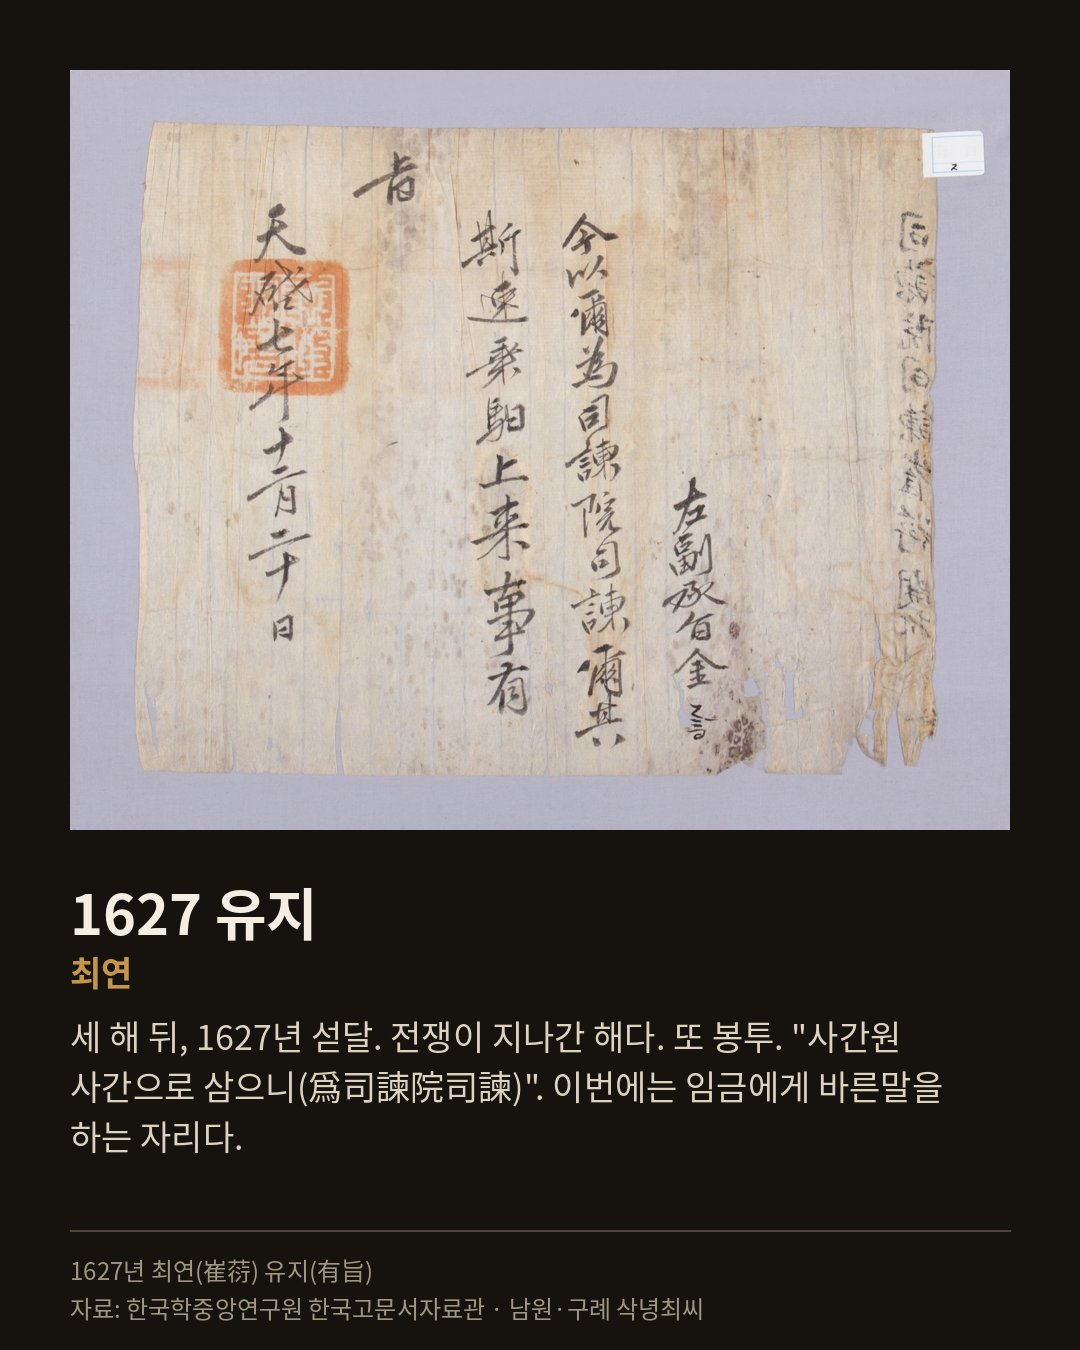 左副承旨金
今以爾為司諫院司諫爾其
斯速乘馹上来事有
旨
天啓七年十二月二十日
2
1627 유지
최연
세 해 뒤, 1627년 섣달. 전쟁이 지나간 해다. 또 봉투. "사간원
사간으로 삼으니(爲司諫院司諫)". 이번에는 임금에게 바른말을
하는 자리다.
1627년 최연(崔莻) 유지(有旨)
자료: 한국학중앙연구원 한국고문서자료관 · 남원·구례 삭녕최씨